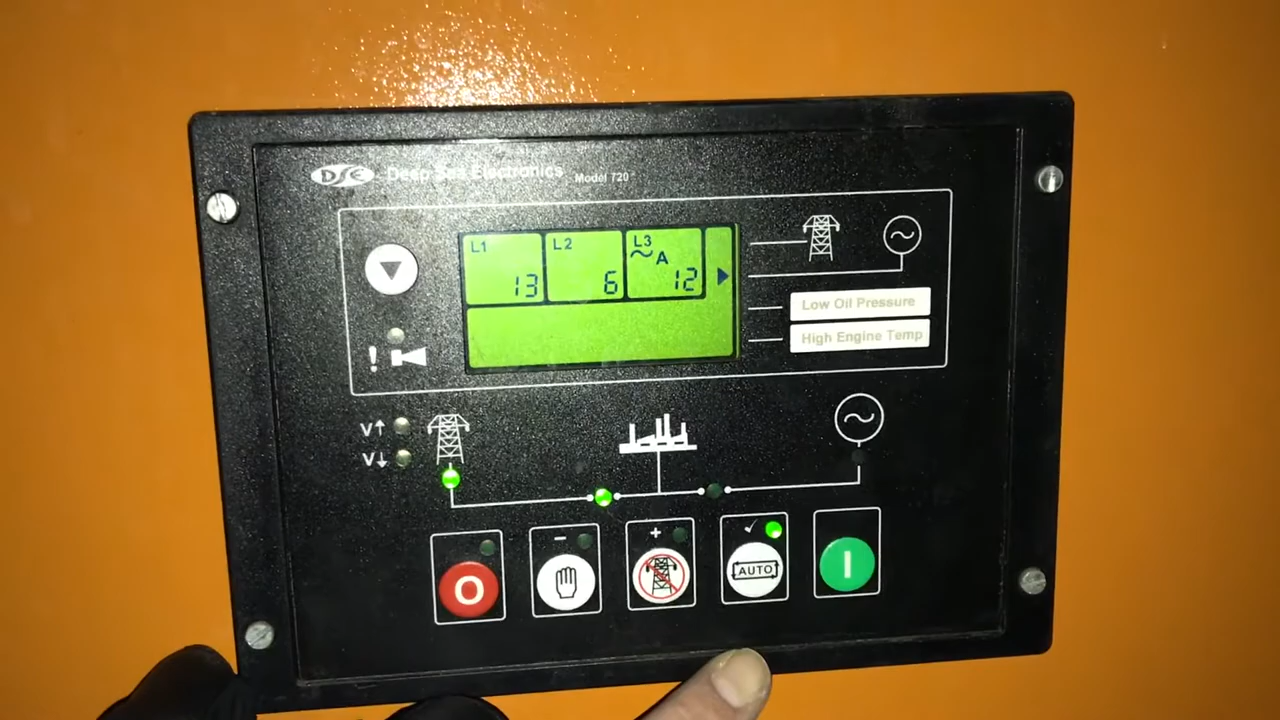 DSE Deep Sea Electronics Model 720
L1 L2 L3
A
13 6 12
Low Oil Pressure
High Engine Temp
!
V↑
V↓
- + ✓
O AUTO I